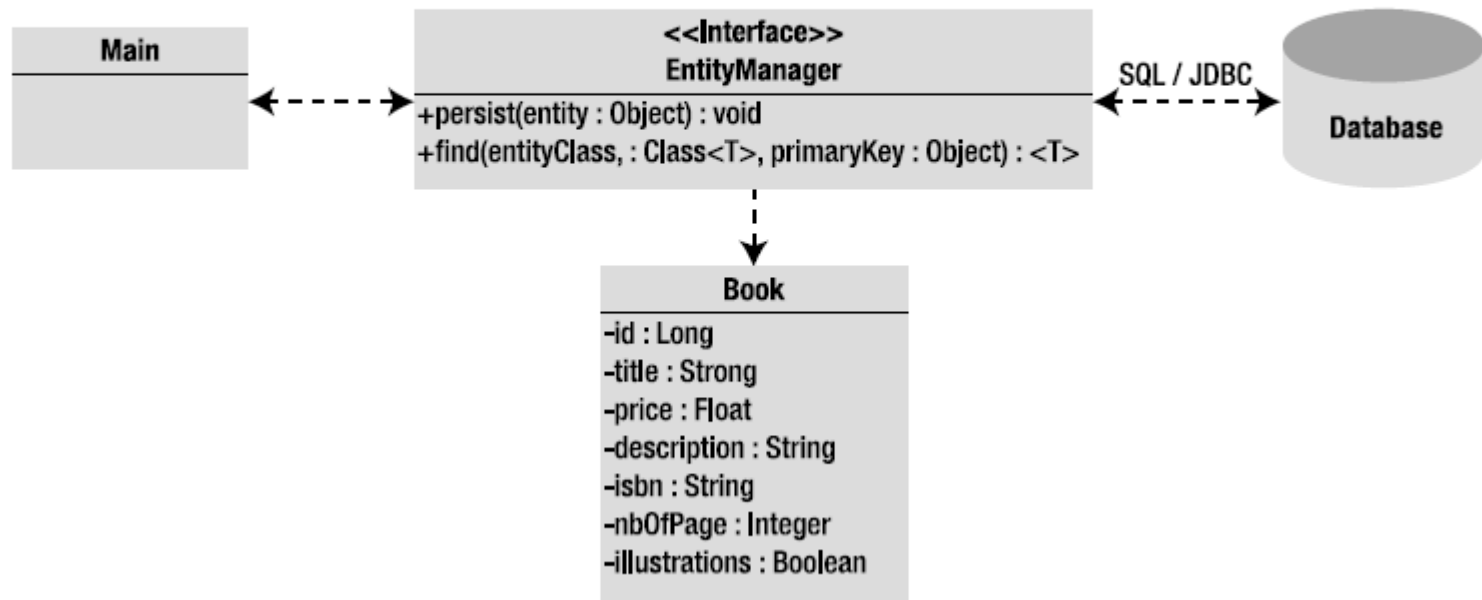 Main
<<Interface>>
EntityManager
+persist(entity : Object) : void
+find(entityClass, : Class<T>, primaryKey : Object) : <T>
SQL / JDBC
Database
Book
-id : Long
-title : Strong
-price : Float
-description : String
-isbn : String
-nbOfPage : Integer
-illustrations : Boolean